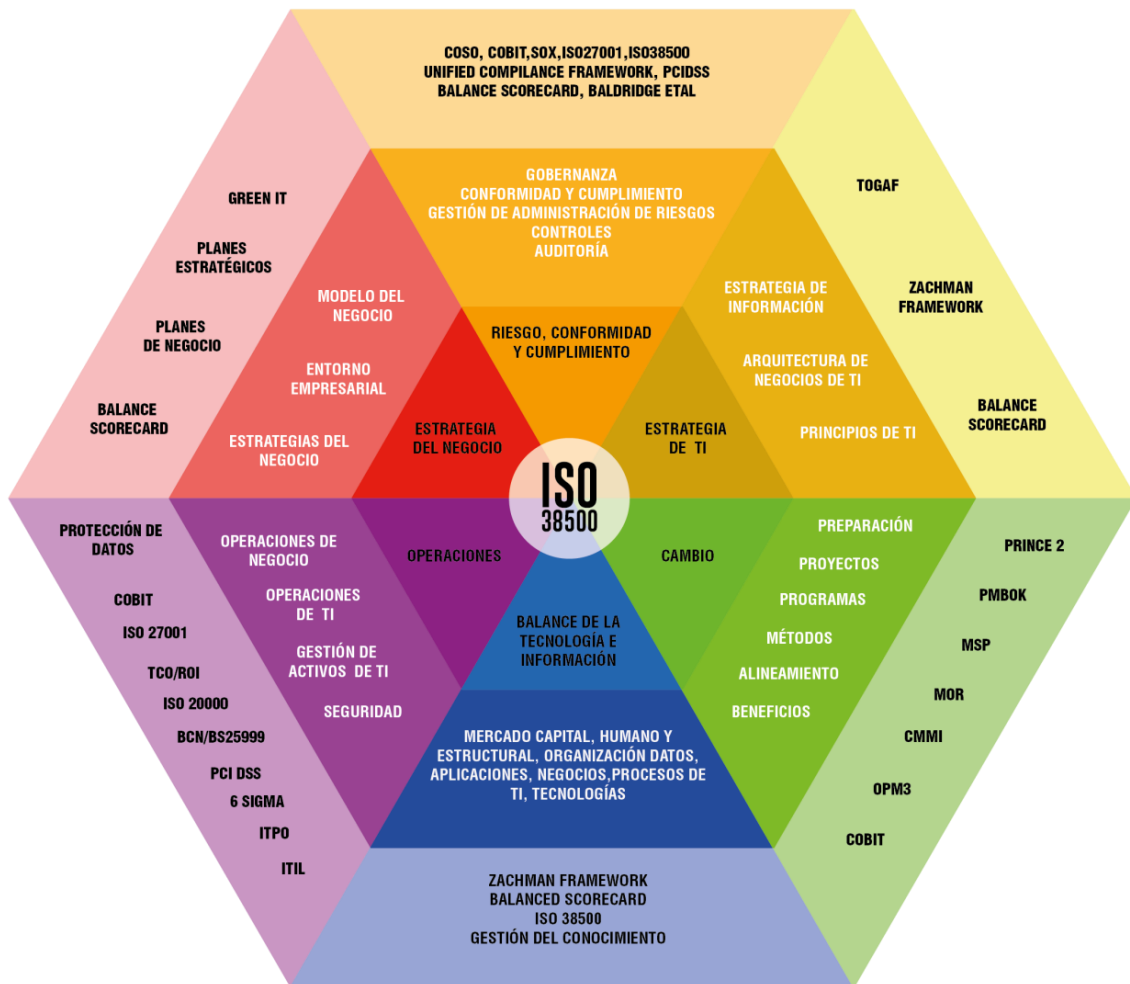 COSO, COBIT,SOX,ISO27001,ISO38500
UNIFIED COMPILANCE FRAMEWORK, PCIDSS
BALANCE SCORECARD, BALDRIDGE ETAL
GOBERNANZA
CONFORMIDAD Y CUMPLIMIENTO
GESTIÓN DE ADMINISTRACIÓN DE RIESGOS
CONTROLES
AUDITORÍA
RIESGO, CONFORMIDAD
Y CUMPLIMIENTO
GREEN IT
PLANES
ESTRATÉGICOS
PLANES
DE NEGOCIO
BALANCE
SCORECARD
MODELO DEL
NEGOCIO
ENTORNO
EMPRESARIAL
ESTRATEGIAS DEL
NEGOCIO
ESTRATEGIA
DEL NEGOCIO
ESTRATEGIA
DE TI
ESTRATEGIA DE
INFORMACIÓN
ARQUITECTURA DE
NEGOCIOS DE TI
PRINCIPIOS DE TI
TOGAF
ZACHMAN
FRAMEWORK
BALANCE
SCORECARD
ISO
38500
PROTECCIÓN DE
DATOS
COBIT
ISO 27001
TCO/ROI
ISO 20000
BCN/BS25999
PCI DSS
6 SIGMA
ITPO
ITIL
OPERACIONES DE
NEGOCIO
OPERACIONES
DE TI
GESTIÓN DE
ACTIVOS DE TI
SEGURIDAD
OPERACIONES
BALANCE DE LA
TECNOLOGÍA E
INFORMACIÓN
CAMBIO
PREPARACIÓN
PROYECTOS
PROGRAMAS
MÉTODOS
ALINEAMIENTO
BENEFICIOS
PRINCE 2
PMBOK
MSP
MOR
CMMI
OPM3
COBIT
MERCADO CAPITAL, HUMANO Y
ESTRUCTURAL, ORGANIZACIÓN DATOS,
APLICACIONES, NEGOCIOS,PROCESOS DE
TI, TECNOLOGÍAS
ZACHMAN FRAMEWORK
BALANCED SCORECARD
ISO 38500
GESTIÓN DEL CONOCIMIENTO